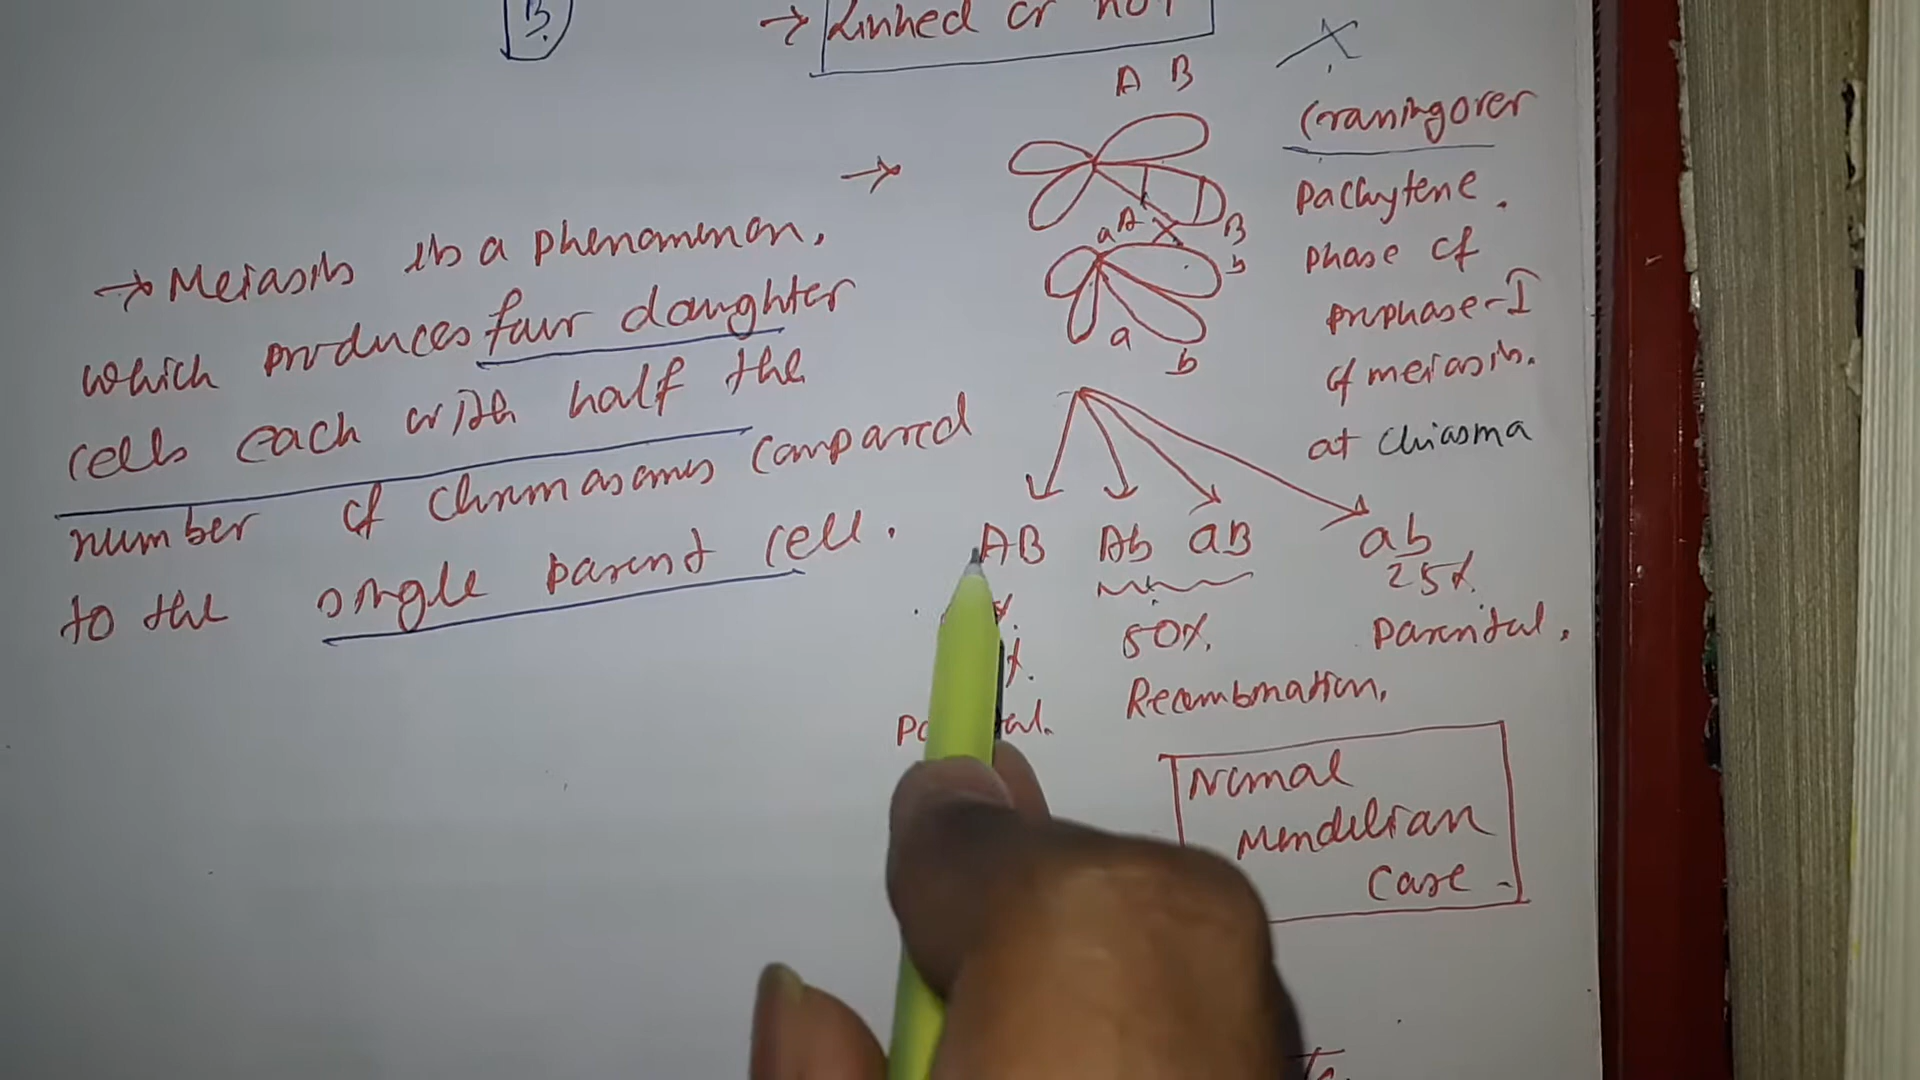 B.
→ Linked or not
A B
Crossingover
pachytene
phase of
prophase-I
of meiosis.
at chiasma
→
A B
a b
a b
→ Meiosis is a phenomenon,
which produces four daughter
cells each with half the
number of chromosomes compared
to the single parent cell.
AB Ab aB ab
50%. 25%.
Parental. Recombination, parental.
Normal
Mendelian
Case